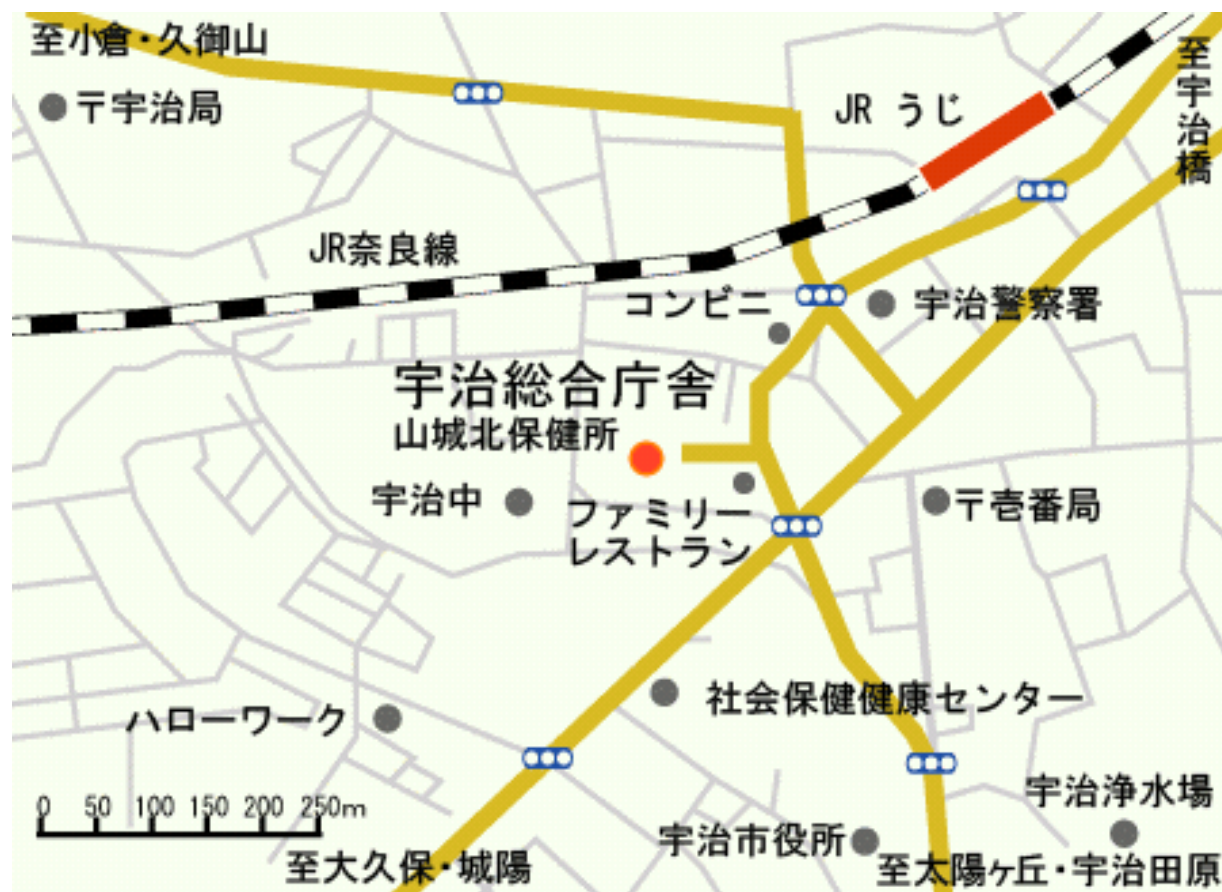 至小倉・久御山
〒宇治局
JR うじ
至宇治橋
JR奈良線
コンビニ
宇治警察署
宇治総合庁舎
山城北保健所
宇治中
ファミリー
レストラン
〒壱番局
社会保健健康センター
ハローワーク
0 50 100 150 200 250m
宇治浄水場
宇治市役所
至大久保・城陽
至太陽ヶ丘・宇治田原